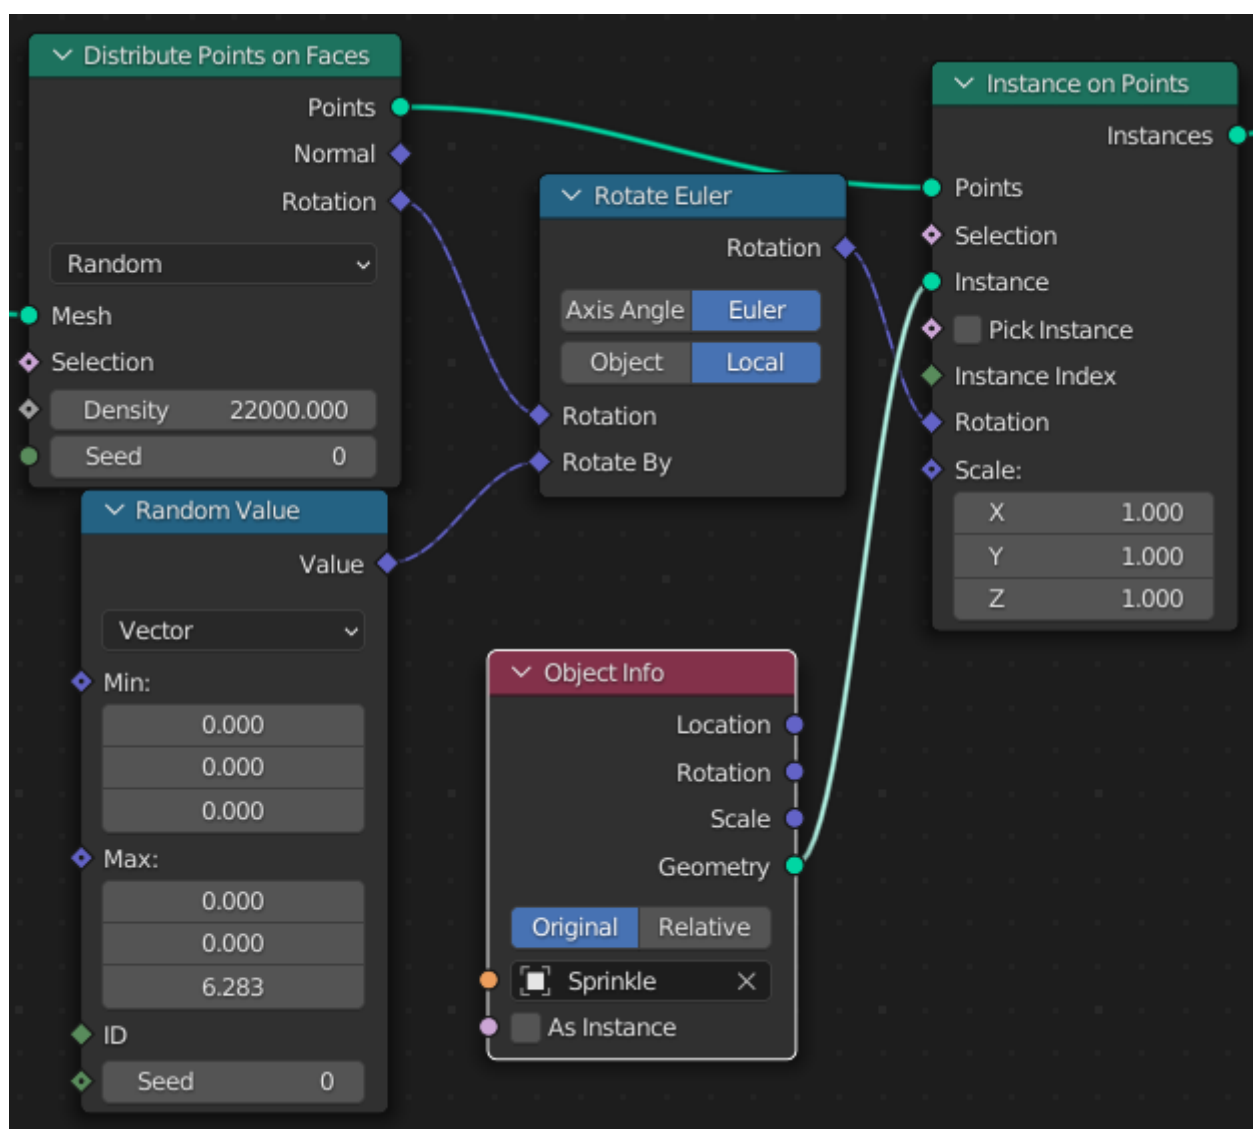 Distribute Points on Faces
Points
Normal
Rotation
Random
Mesh
Selection
Density 22000.000
Seed 0
Random Value
Value
Vector
Min:
0.000
0.000
0.000
Max:
0.000
0.000
6.283
ID
Seed 0
Rotate Euler
Rotation
Axis Angle Euler
Object Local
Rotation
Rotate By
Object Info
Location
Rotation
Scale
Geometry
Original Relative
Sprinkle
As Instance
Instance on Points
Instances
Points
Selection
Instance
Pick Instance
Instance Index
Rotation
Scale:
X 1.000
Y 1.000
Z 1.000